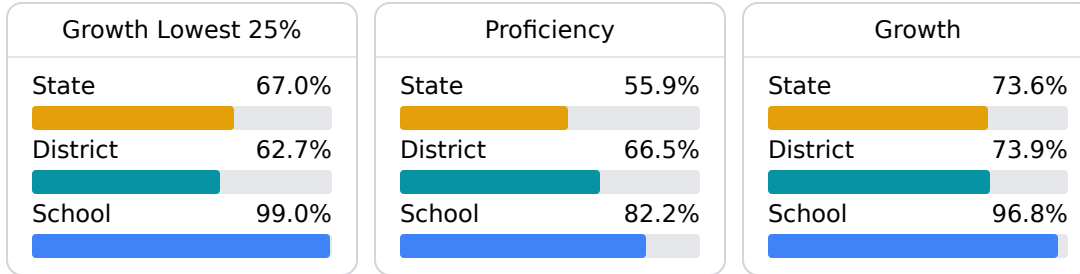 Growth Lowest 25%
State 67.0%
District 62.7%
School 99.0%
Proficiency
State 55.9%
District 66.5%
School 82.2%
Growth
State 73.6%
District 73.9%
School 96.8%